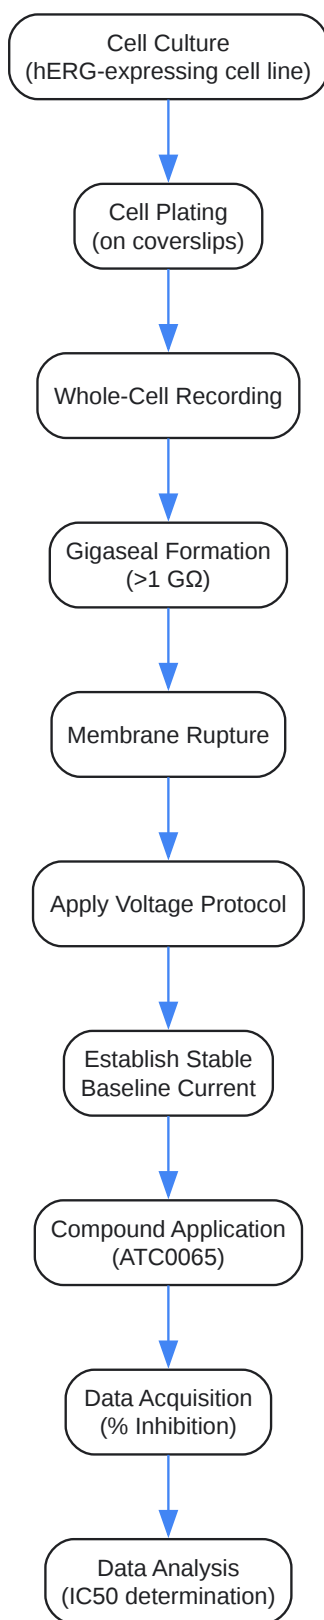 Cell Culture
(hERG-expressing cell line)
Cell Plating
(on coverslips)
Whole-Cell Recording
Gigaseal Formation
(>1 GΩ)
Membrane Rupture
Apply Voltage Protocol
Establish Stable
Baseline Current
Compound Application
(ATC0065)
Data Acquisition
(% Inhibition)
Data Analysis
(IC50 determination)